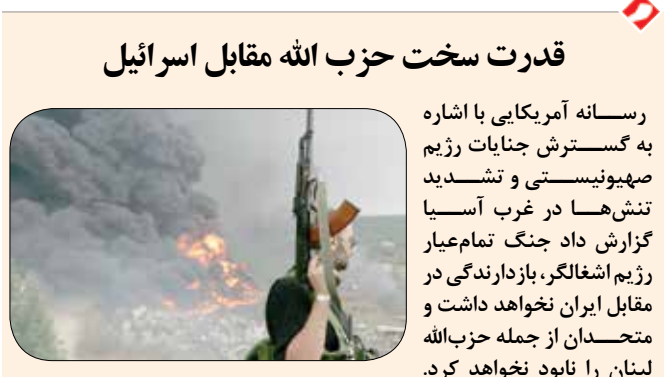 قدرت سخت حزب الله مقابل اسرائیل
رسانه آمریکایی با اشاره
به گسترش جنایات رژیم
صهیونیستی و تشدید
تنش‌ها در غرب آسیا
گزارش داد جنگ تمام‌عیار
رژیم اشغالگر، بازدارندگی در
مقابل ایران نخواهد داشت و
متحدان از جمله حزب‌الله
لبنان را نابود نخواهد کرد.